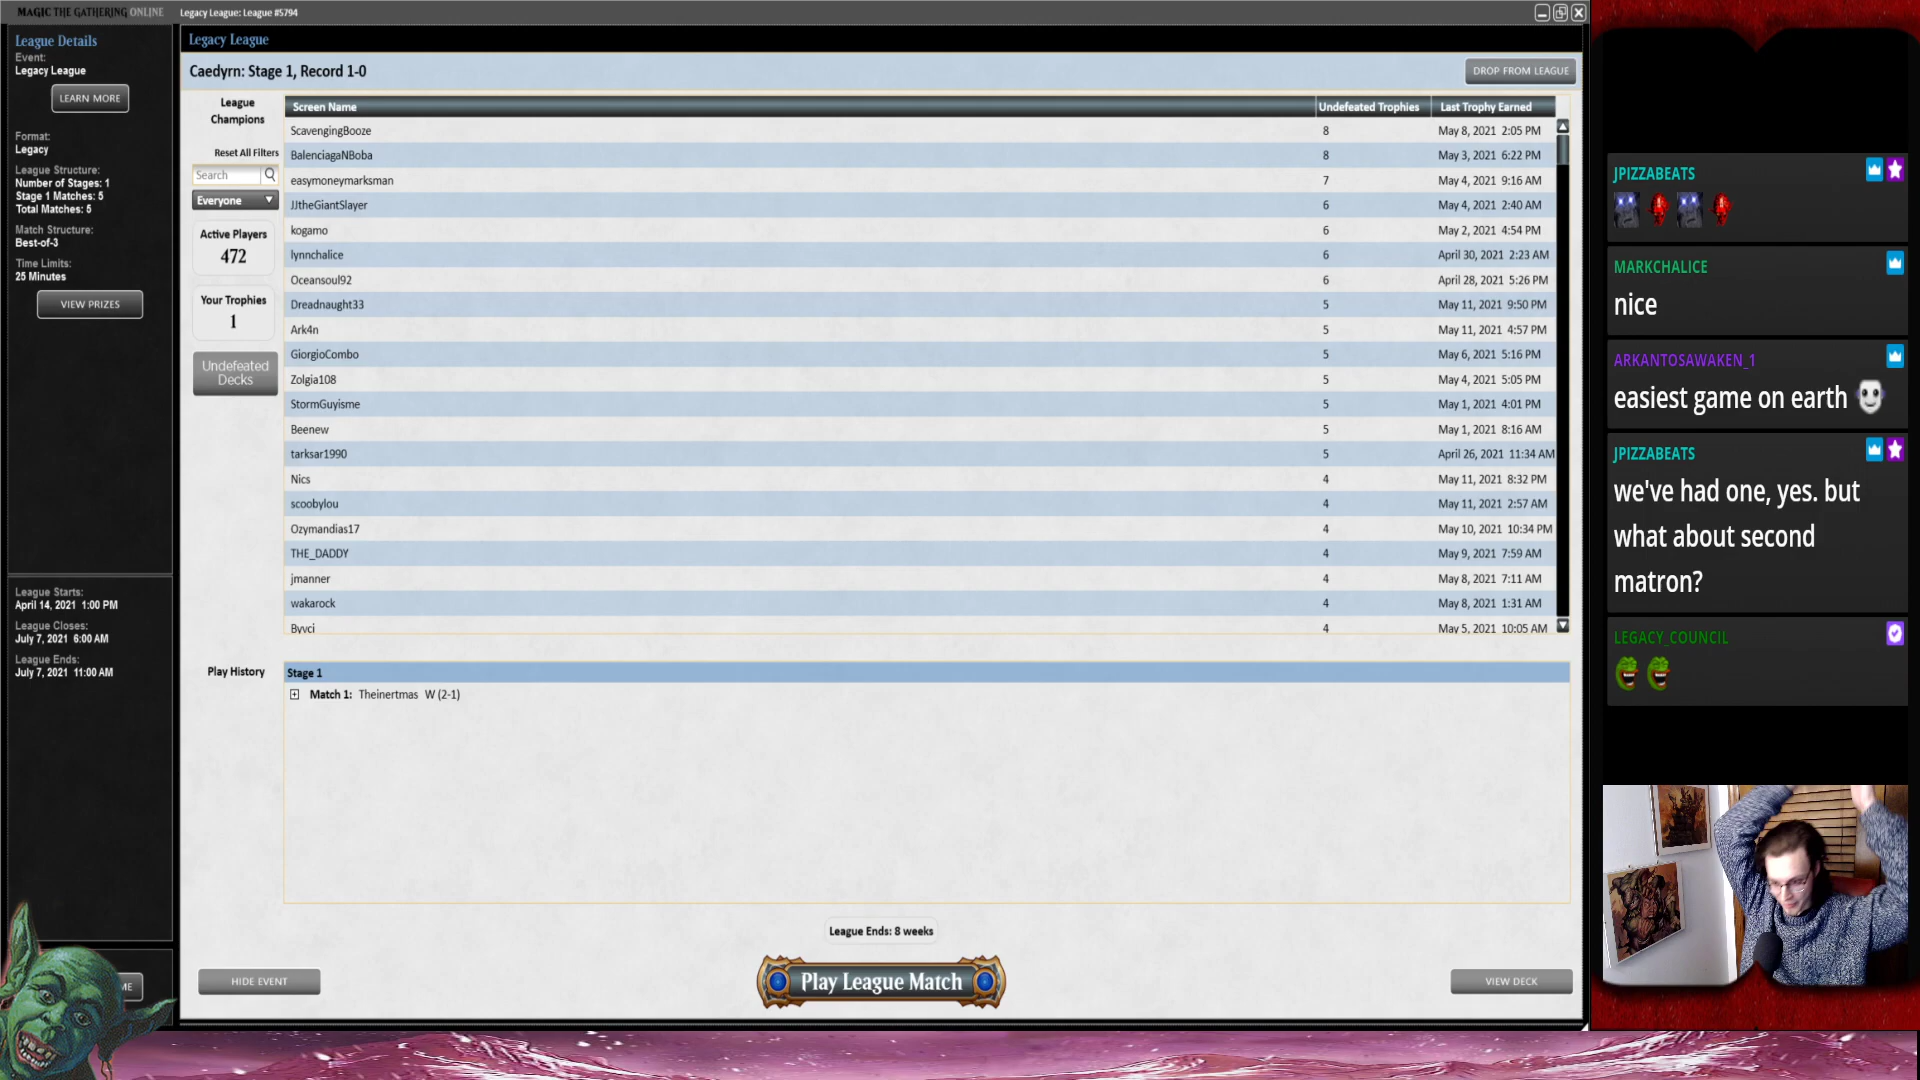 MAGIC THE GATHERING ONLINE
Legacy League: League #5794
League Details
Event:
Legacy League
LEARN MORE
Format:
Legacy
League Structure:
Number of Stages: 1
Stage 1 Matches: 5
Total Matches: 5
Match Structure:
Best-of-3
Time Limits:
25 Minutes
VIEW PRIZES
League Starts:
April 14, 2021 1:00 PM
League Closes:
July 7, 2021 6:00 AM
League Ends:
July 7, 2021 11:00 AM
ME
Legacy League
Caedyrn: Stage 1, Record 1-0
DROP FROM LEAGUE
League
Champions
Reset All Filters
Search
Everyone
Active Players
472
Your Trophies
1
Undefeated
Decks
Screen Name Undefeated Trophies Last Trophy Earned
ScavengingBooze 8 May 8, 2021 2:05 PM
BalenciagaNBoba 8 May 3, 2021 6:22 PM
easymoneymarksman 7 May 4, 2021 9:16 AM
JJtheGiantSlayer 6 May 4, 2021 2:40 AM
kogamo 6 May 2, 2021 4:54 PM
lynnchalice 6 April 30, 2021 2:23 AM
Oceansoul92 6 April 28, 2021 5:26 PM
Dreadnaught33 5 May 11, 2021 9:50 PM
Ark4n 5 May 11, 2021 4:57 PM
GiorgioCombo 5 May 6, 2021 5:16 PM
Zolgia108 5 May 4, 2021 5:05 PM
StormGuyisme 5 May 1, 2021 4:01 PM
Beenew 5 May 1, 2021 8:16 AM
tarksar1990 5 April 26, 2021 11:34 AM
Nics 4 May 11, 2021 8:32 PM
scoobylou 4 May 11, 2021 2:57 AM
Ozymandias17 4 May 10, 2021 10:34 PM
THE_DADDY 4 May 9, 2021 7:59 AM
jmanner 4 May 8, 2021 7:11 AM
wakarock 4 May 8, 2021 1:31 AM
Byvci 4 May 5, 2021 10:05 AM
Play History
Stage 1
Match 1: Theinertmas W (2-1)
League Ends: 8 weeks
HIDE EVENT
Play League Match
VIEW DECK
JPIZZABEATS
MARKCHALICE
nice
ARKANTOSAWAKEN_1
easiest game on earth
JPIZZABEATS
we've had one, yes. but
what about second
matron?
LEGACY_COUNCIL